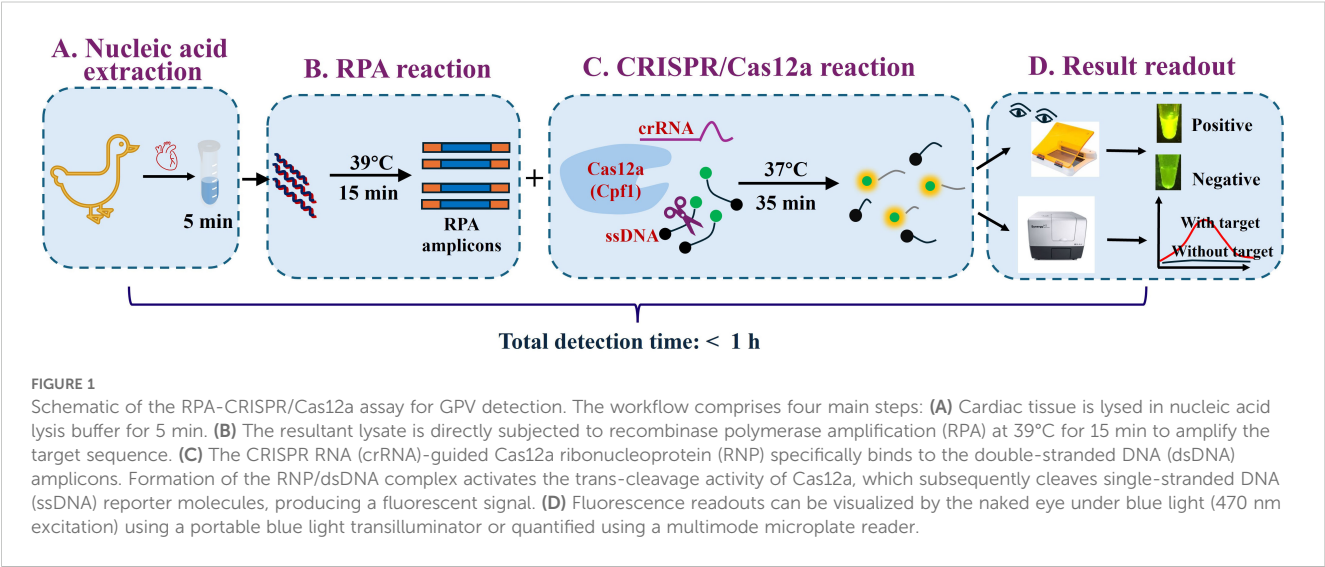 A. Nucleic acid
extraction
5 min
B. RPA reaction
39°C
15 min
RPA
amplicons
+
C. CRISPR/Cas12a reaction
crRNA
Cas12a
(Cpf1)
ssDNA
37°C
35 min
D. Result readout
Positive
Negative
With target
Without target
Total detection time: < 1 h
FIGURE 1
Schematic of the RPA-CRISPR/Cas12a assay for GPV detection. The workflow comprises four main steps: (A) Cardiac tissue is lysed in nucleic acid
lysis buffer for 5 min. (B) The resultant lysate is directly subjected to recombinase polymerase amplification (RPA) at 39°C for 15 min to amplify the
target sequence. (C) The CRISPR RNA (crRNA)-guided Cas12a ribonucleoprotein (RNP) specifically binds to the double-stranded DNA (dsDNA)
amplicons. Formation of the RNP/dsDNA complex activates the trans-cleavage activity of Cas12a, which subsequently cleaves single-stranded DNA
(ssDNA) reporter molecules, producing a fluorescent signal. (D) Fluorescence readouts can be visualized by the naked eye under blue light (470 nm
excitation) using a portable blue light transilluminator or quantified using a multimode microplate reader.